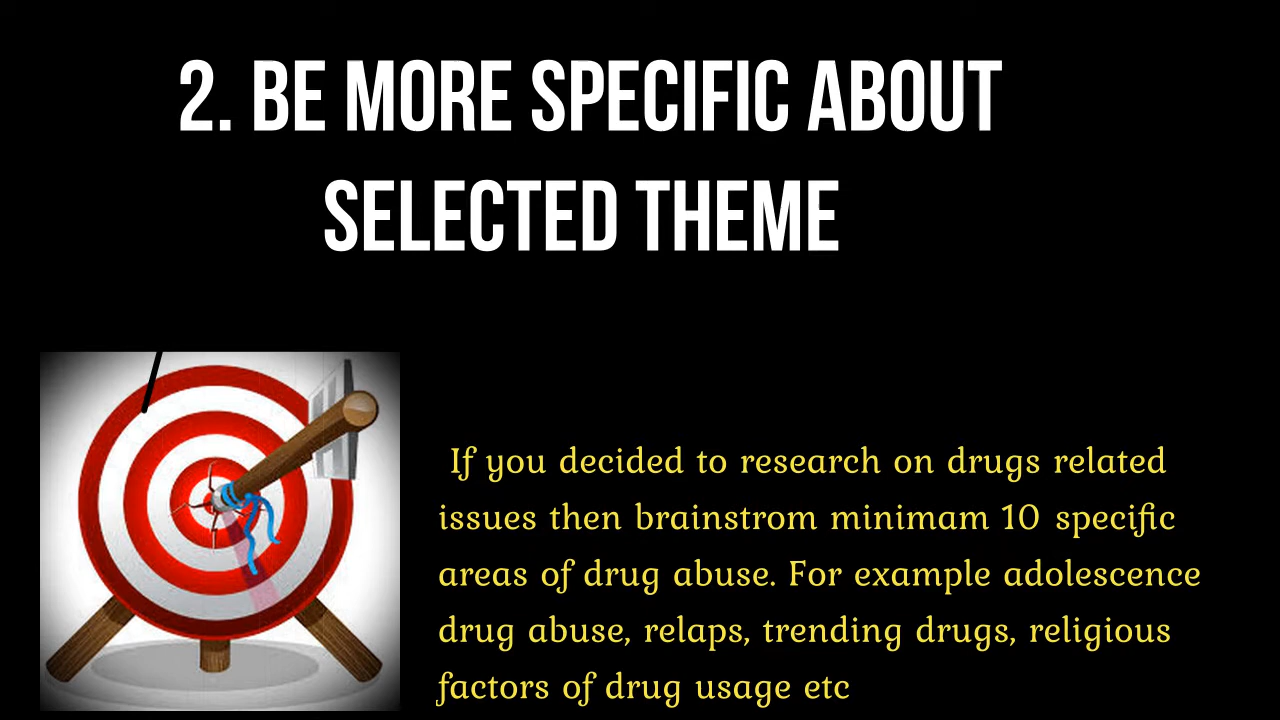 2. BE MORE SPECIFIC ABOUT
SELECTED THEME
If you decided to research on drugs related
issues then brainstrom minimam 10 specific
areas of drug abuse. For example adolescence
drug abuse, relaps, trending drugs, religious
factors of drug usage etc